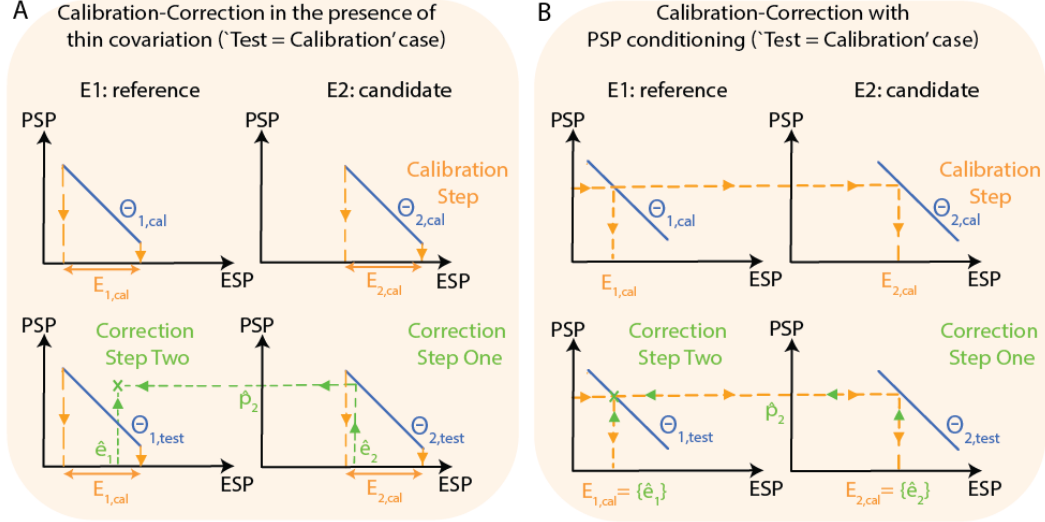 A
Calibration-Correction in the presence of
thin covariation (`Test = Calibration' case)
E1: reference
E2: candidate
PSP
Θ1,cal
E1,cal
ESP
PSP
Calibration
Step
Θ2,cal
E2,cal
ESP
PSP
Correction
Step Two
Θ1,test
ê1
E1,cal
ESP
p̂2
PSP
Correction
Step One
Θ2,test
ê2
E2,cal
ESP
B
Calibration-Correction with
PSP conditioning (`Test = Calibration' case)
E1: reference
E2: candidate
PSP
Θ1,cal
E1,cal
ESP
PSP
Calibration
Step
Θ2,cal
E2,cal
ESP
PSP
Correction
Step Two
Θ1,test
E1,cal = {ê1}
ESP
p̂2
PSP
Correction
Step One
Θ2,test
E2,cal = {ê2}
ESP